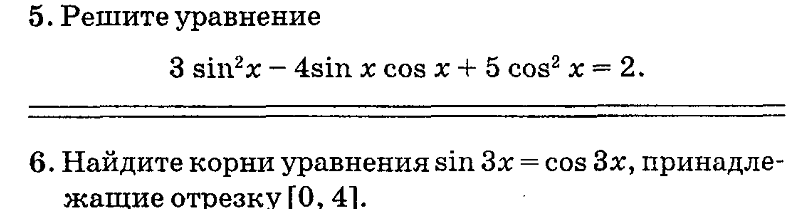 5. Решите уравнение
3 sin²x – 4sin x cos x + 5 cos² x = 2.
6. Найдите корни уравнения sin 3x = cos 3x, принадле-
жащие отрезку [0, 4].